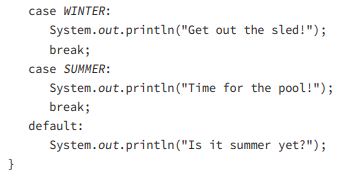 case WINTER:
System.out.println("Get out the sled!");
break;
case SUMMER:
System.out.println("Time for the pool!");
break;
default:
System.out.println("Is it summer yet?");
}